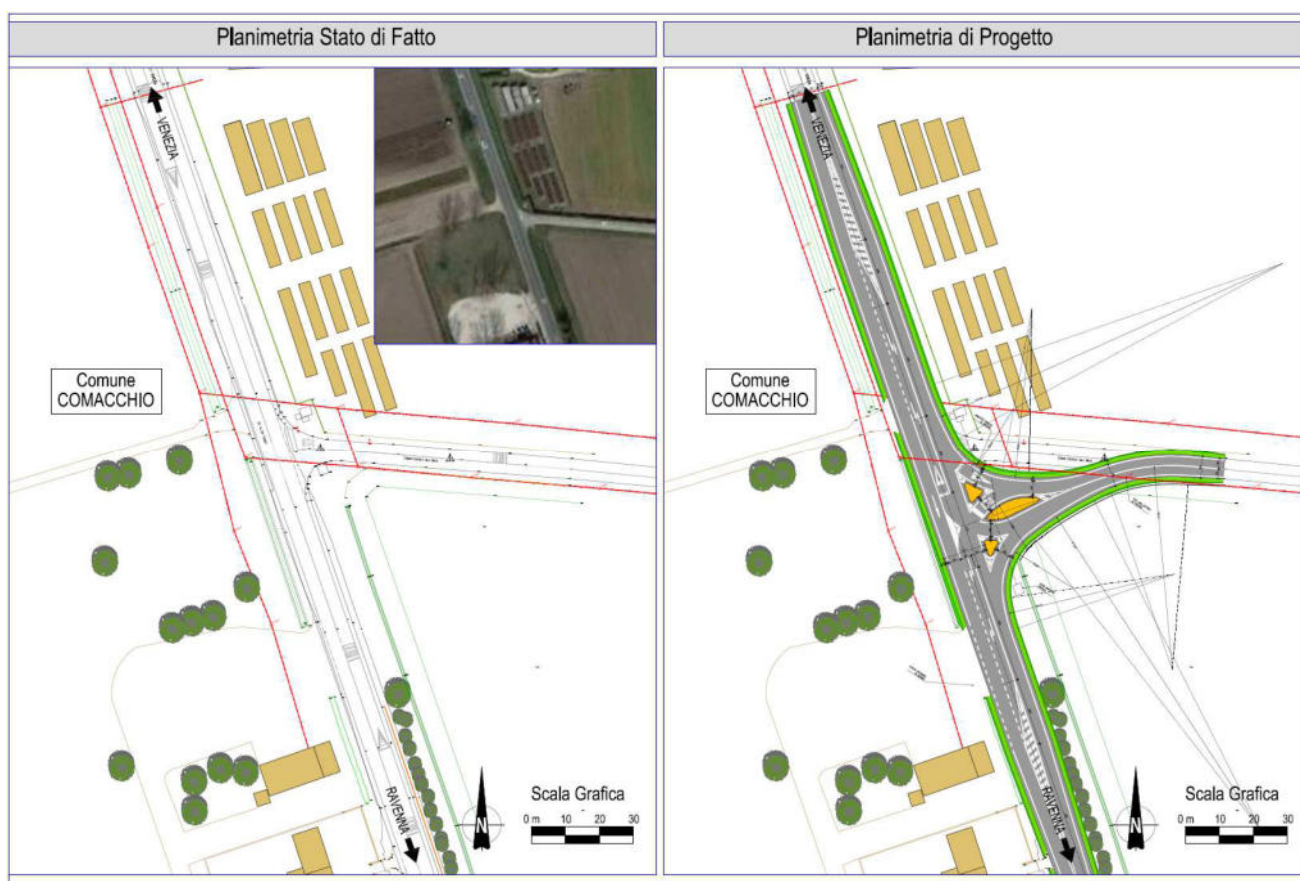 Planimetria Stato di Fatto
VENEZIA
Comune
COMACCHIO
RAVENNA
N
Scala Grafica
0 m 10 20 30
Planimetria di Progetto
VENEZIA
Comune
COMACCHIO
RAVENNA
N
Scala Grafica
0 m 10 20 30